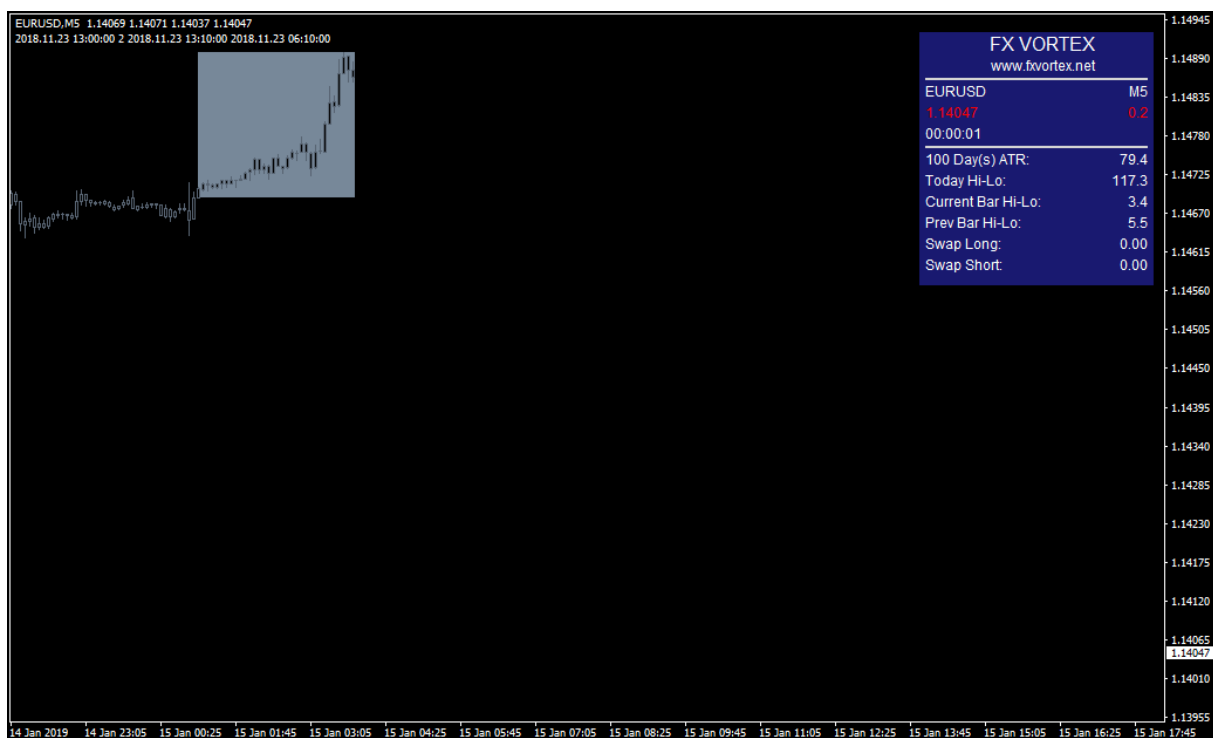 EURUSD,M5 1.14069 1.14071 1.14037 1.14047
2018.11.23 13:00:00 2 2018.11.23 13:10:00 2018.11.23 06:10:00
FX VORTEX
www.fxvortex.net
EURUSD M5
1.14047 0.2
00:00:01
100 Day(s) ATR: 79.4
Today Hi-Lo: 117.3
Current Bar Hi-Lo: 3.4
Prev Bar Hi-Lo: 5.5
Swap Long: 0.00
Swap Short: 0.00
1.14945
1.14890
1.14835
1.14780
1.14725
1.14670
1.14615
1.14560
1.14505
1.14450
1.14395
1.14340
1.14285
1.14230
1.14175
1.14120
1.14065
1.14047
1.14010
1.13955
14 Jan 2019 14 Jan 23:05 15 Jan 00:25 15 Jan 01:45 15 Jan 03:05 15 Jan 04:25 15 Jan 05:45 15 Jan 07:05 15 Jan 08:25 15 Jan 09:45 15 Jan 11:05 15 Jan 12:25 15 Jan 13:45 15 Jan 15:05 15 Jan 16:25 15 Jan 17:45